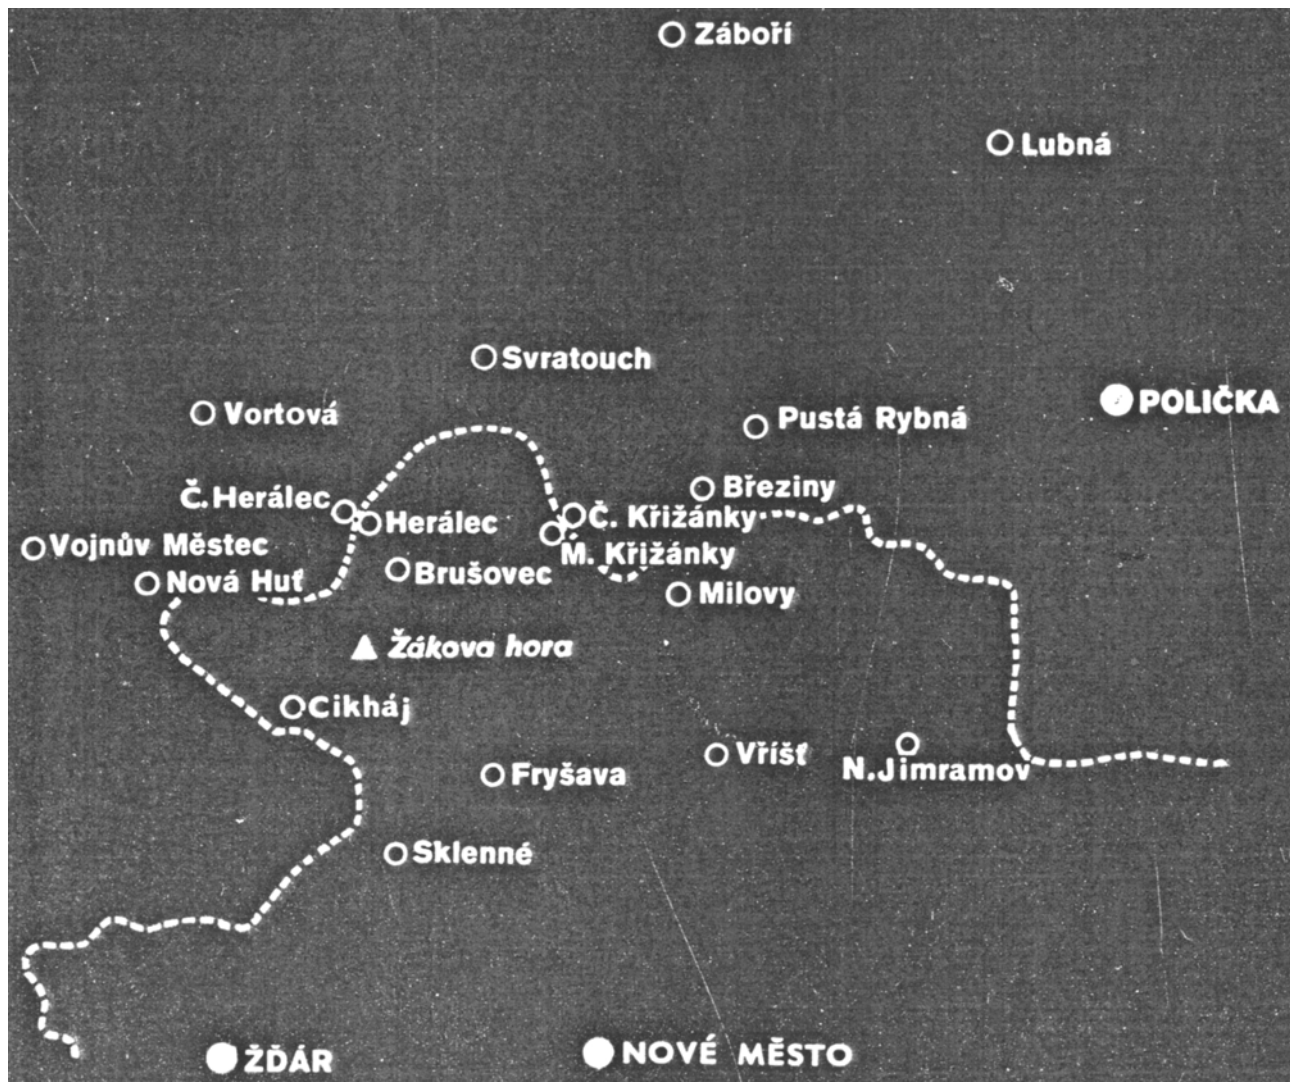 Záboří
Lubná
Svratouch
POLIČKA
Vortová
Pustá Rybná
Březiny
Č. Herálec
Herálec
Č. Křižánky
Vojnův Městec
M. Křižánky
Nová Huť
Brušovec
Milovy
Žákova hora
Cikháj
Vříšť
N. Jimramov
Fryšava
Sklenné
ŽĎÁR
NOVÉ MĚSTO